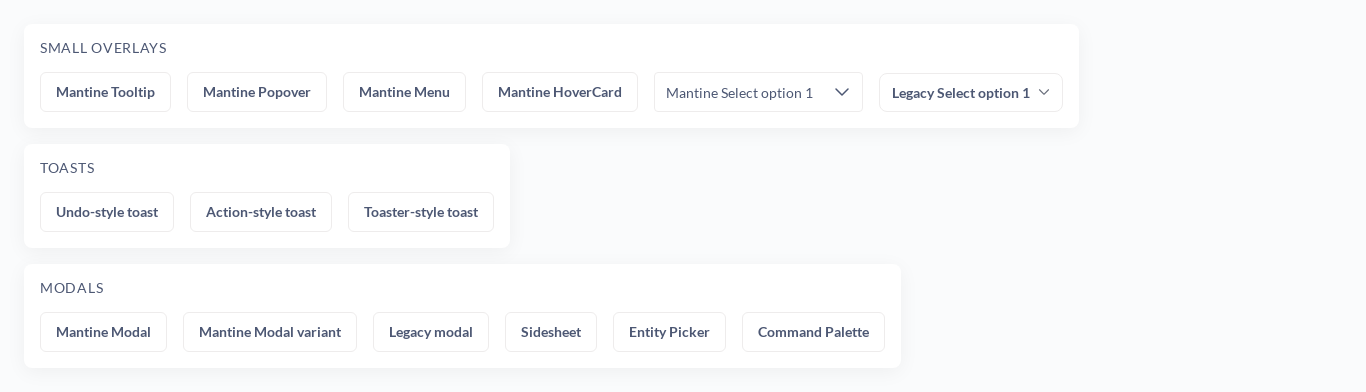 SMALL OVERLAYS
Mantine Tooltip Mantine Popover Mantine Menu Mantine HoverCard Mantine Select option 1 Legacy Select option 1
TOASTS
Undo-style toast Action-style toast Toaster-style toast
MODALS
Mantine Modal Mantine Modal variant Legacy modal Sidesheet Entity Picker Command Palette